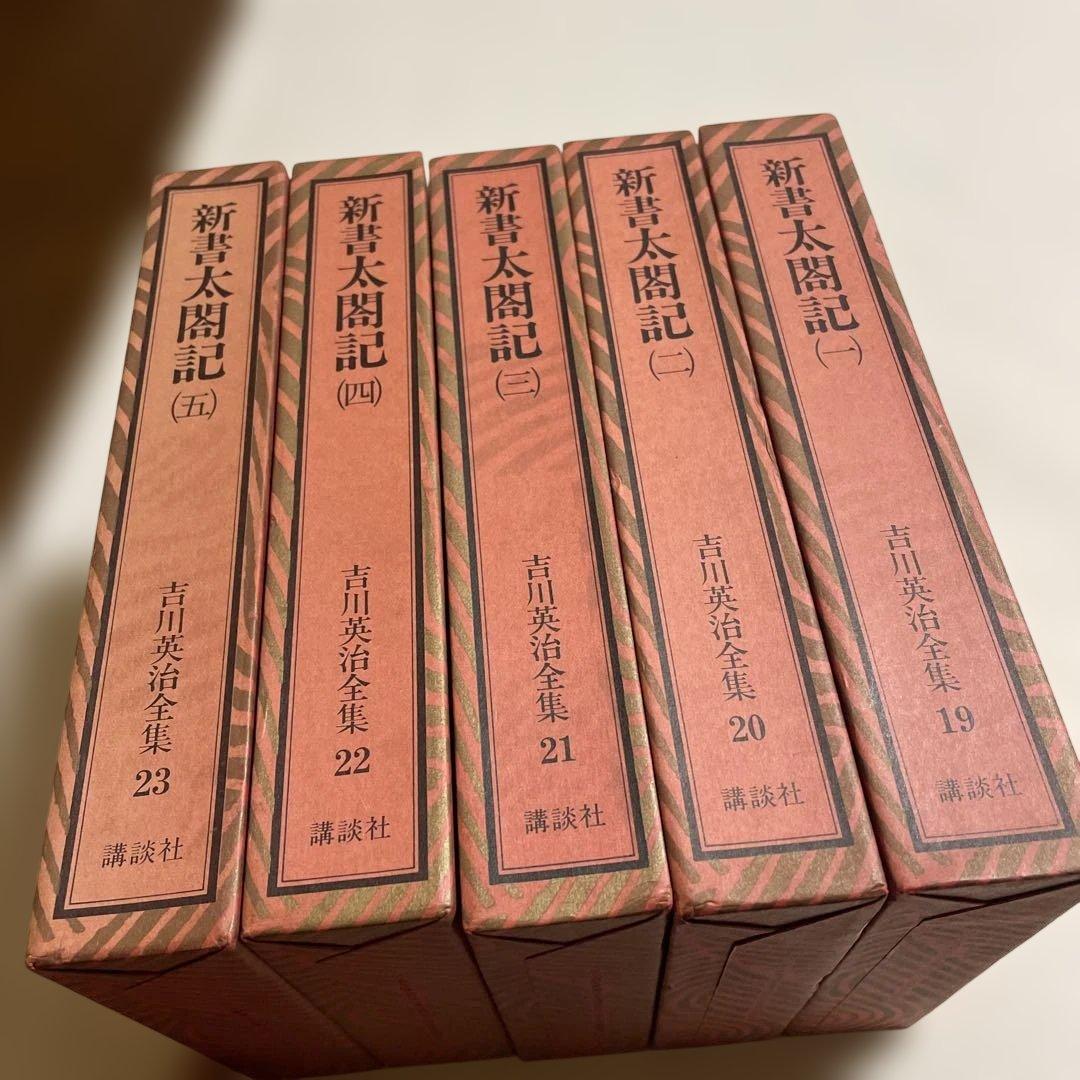 新書太閤記
(一)
吉川英治全集
19
講談社
新書太閤記
(二)
吉川英治全集
20
講談社
新書太閤記
(三)
吉川英治全集
21
講談社
新書太閤記
(四)
吉川英治全集
22
講談社
新書太閤記
(五)
吉川英治全集
23
講談社